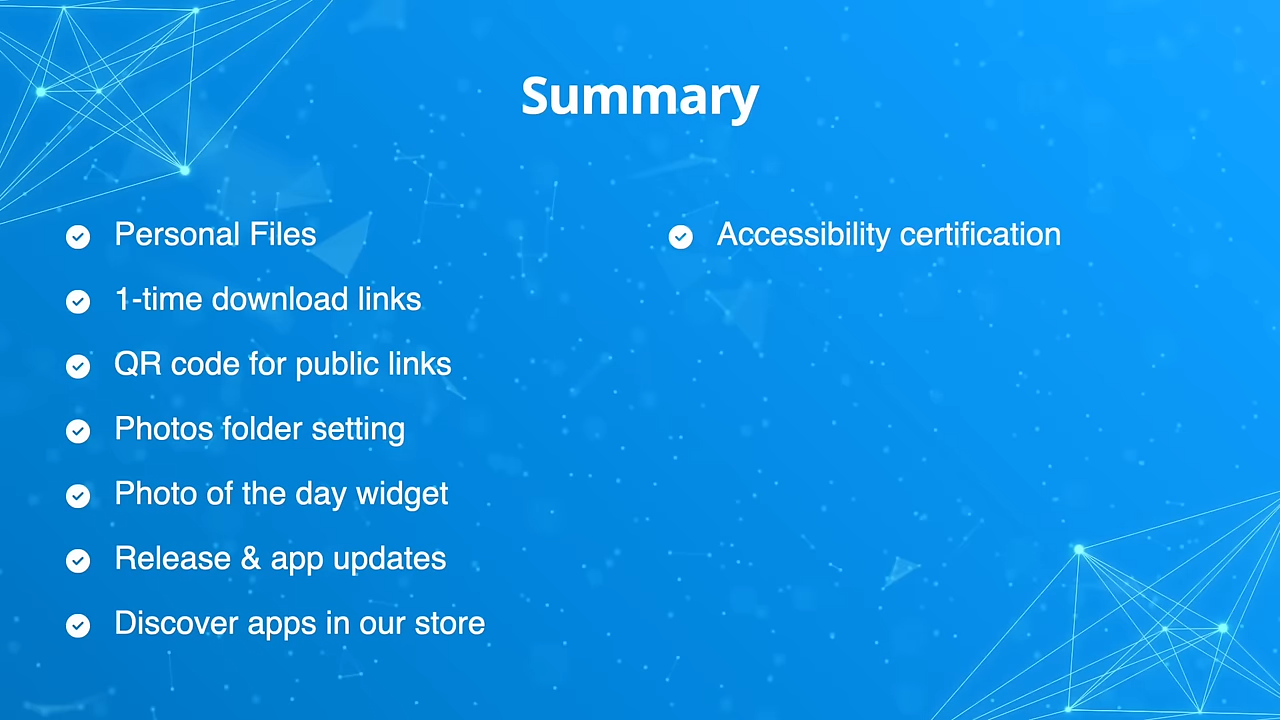 Summary
Personal Files
1-time download links
QR code for public links
Photos folder setting
Photo of the day widget
Release & app updates
Discover apps in our store
Accessibility certification